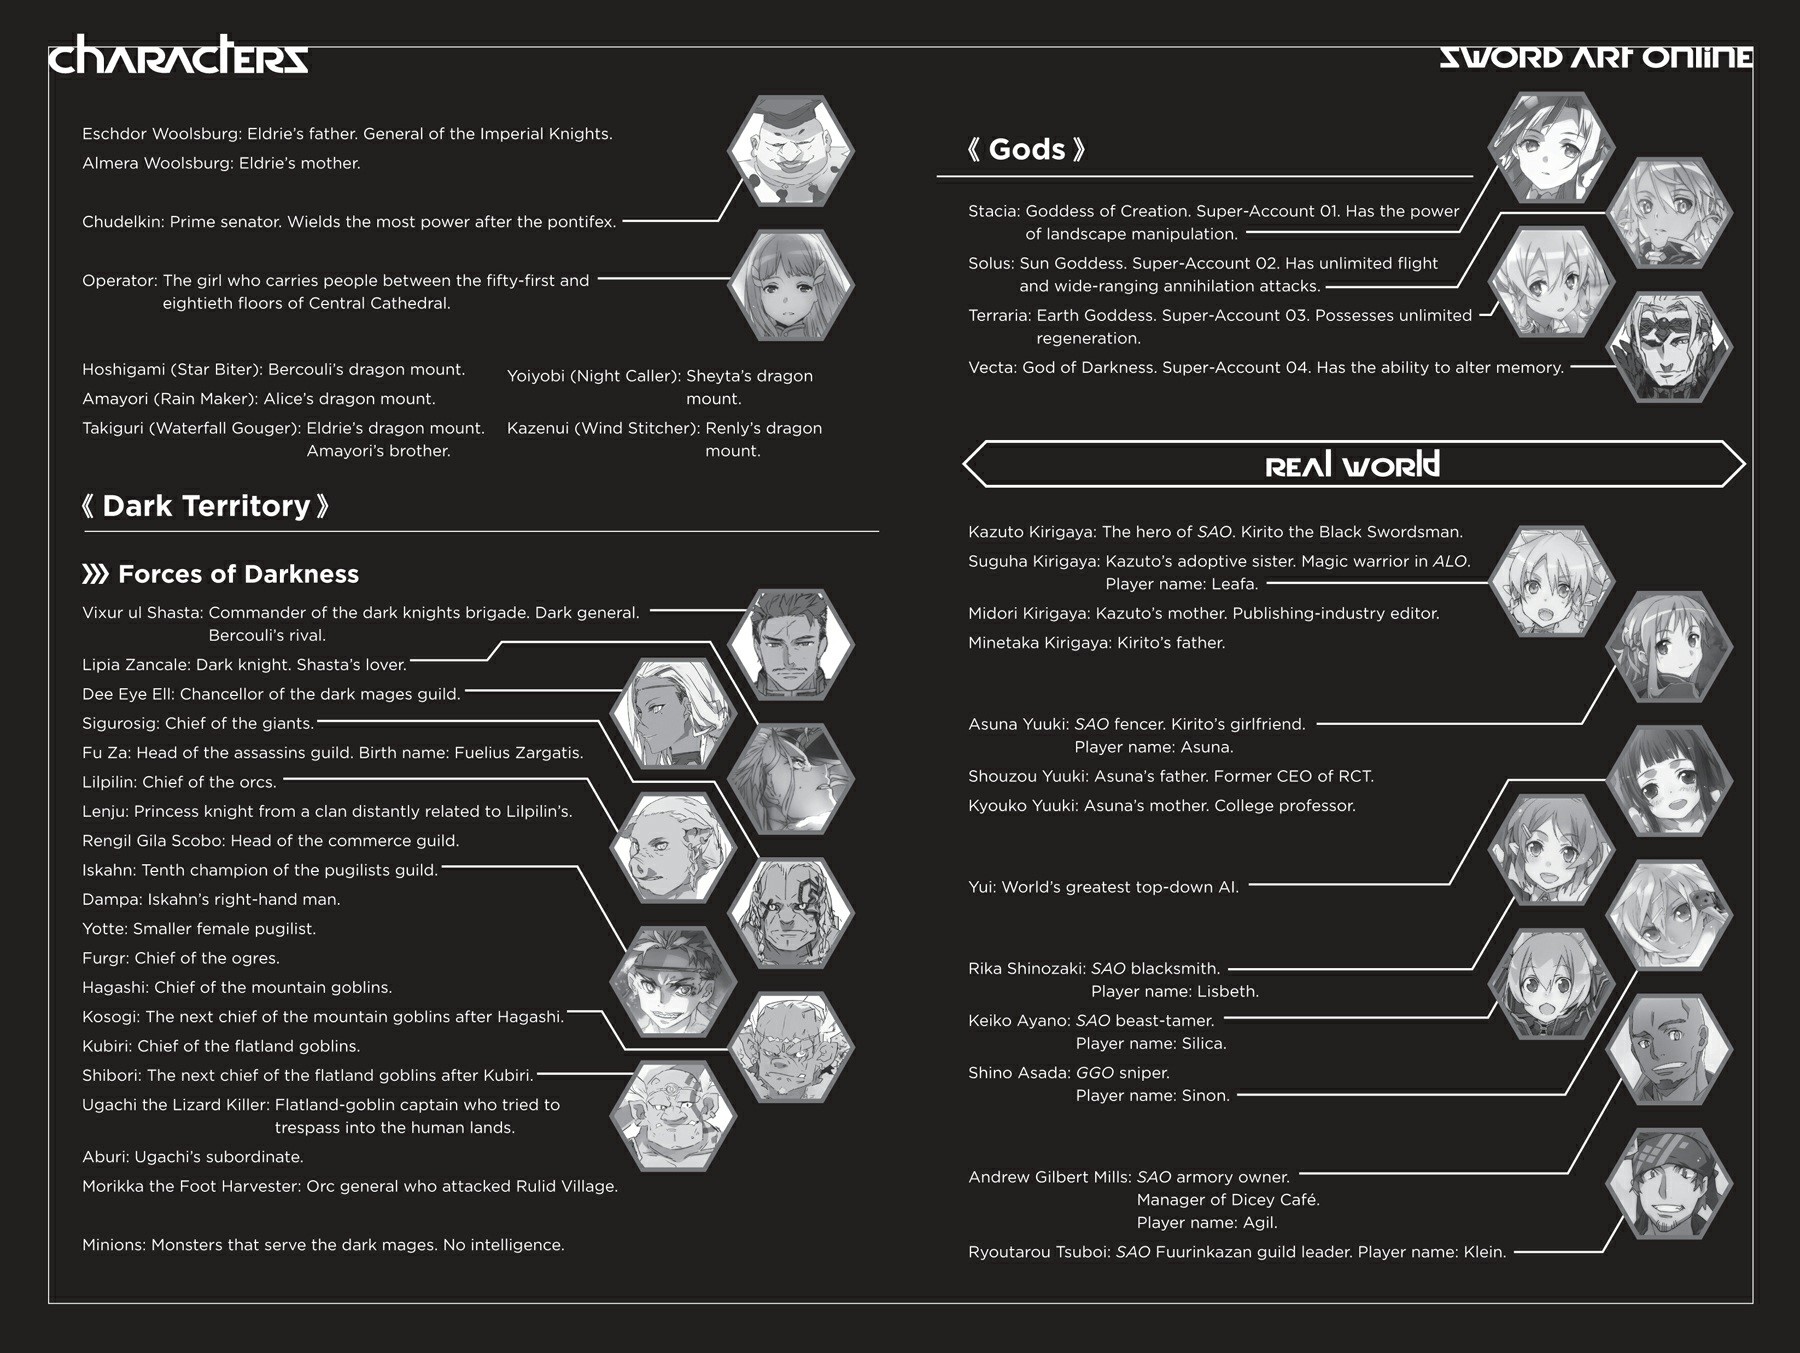 characters
SWORD ART ONLINE
Eschdor Woolsburg: Eldrie's father. General of the Imperial Knights.
Almera Woolsburg: Eldrie's mother.
Chudelkin: Prime senator. Wields the most power after the pontifex.
Operator: The girl who carries people between the fifty-first and
eightieth floors of Central Cathedral.
Hoshigami (Star Biter): Bercouli's dragon mount.
Amayori (Rain Maker): Alice's dragon mount.
Takiguri (Waterfall Gouger): Eldrie's dragon mount.
Amayori's brother.
Yoiyobi (Night Caller): Sheyta's dragon
mount.
Kazenui (Wind Stitcher): Renly's dragon
mount.
《 Dark Territory 》
Forces of Darkness
Vixur ul Shasta: Commander of the dark knights brigade. Dark general.
Bercouli's rival.
Lipia Zancale: Dark knight. Shasta's lover.
Dee Eye Ell: Chancellor of the dark mages guild.
Sigurosig: Chief of the giants.
Fu Za: Head of the assassins guild. Birth name: Fuelius Zargatis.
Lilpilin: Chief of the orcs.
Lenju: Princess knight from a clan distantly related to Lilpilin's.
Rengil Gila Scobo: Head of the commerce guild.
Iskahn: Tenth champion of the pugilists guild.
Dampa: Iskahn's right-hand man.
Yotte: Smaller female pugilist.
Furgr: Chief of the ogres.
Hagashi: Chief of the mountain goblins.
Kosogi: The next chief of the mountain goblins after Hagashi.
Kubiri: Chief of the flatland goblins.
Shibori: The next chief of the flatland goblins after Kubiri.
Ugachi the Lizard Killer: Flatland-goblin captain who tried to
trespass into the human lands.
Aburi: Ugachi's subordinate.
Morikka the Foot Harvester: Orc general who attacked Rulid Village.
Minions: Monsters that serve the dark mages. No intelligence.
《 Gods 》
Stacia: Goddess of Creation. Super-Account 01. Has the power
of landscape manipulation.
Solus: Sun Goddess. Super-Account 02. Has unlimited flight
and wide-ranging annihilation attacks.
Terraria: Earth Goddess. Super-Account 03. Possesses unlimited
regeneration.
Vecta: God of Darkness. Super-Account 04. Has the ability to alter memory.
REAL WORLD
Kazuto Kirigaya: The hero of SAO. Kirito the Black Swordsman.
Suguha Kirigaya: Kazuto's adoptive sister. Magic warrior in ALO.
Player name: Leafa.
Midori Kirigaya: Kazuto's mother. Publishing-industry editor.
Minetaka Kirigaya: Kirito's father.
Asuna Yuuki: SAO fencer. Kirito's girlfriend.
Player name: Asuna.
Shouzou Yuuki: Asuna's father. Former CEO of RCT.
Kyouko Yuuki: Asuna's mother. College professor.
Yui: World's greatest top-down AI.
Rika Shinozaki: SAO blacksmith.
Player name: Lisbeth.
Keiko Ayano: SAO beast-tamer.
Player name: Silica.
Shino Asada: GGO sniper.
Player name: Sinon.
Andrew Gilbert Mills: SAO armory owner.
Manager of Dicey Café.
Player name: Agil.
Ryoutarou Tsuboi: SAO Fuurinkazan guild leader. Player name: Klein.